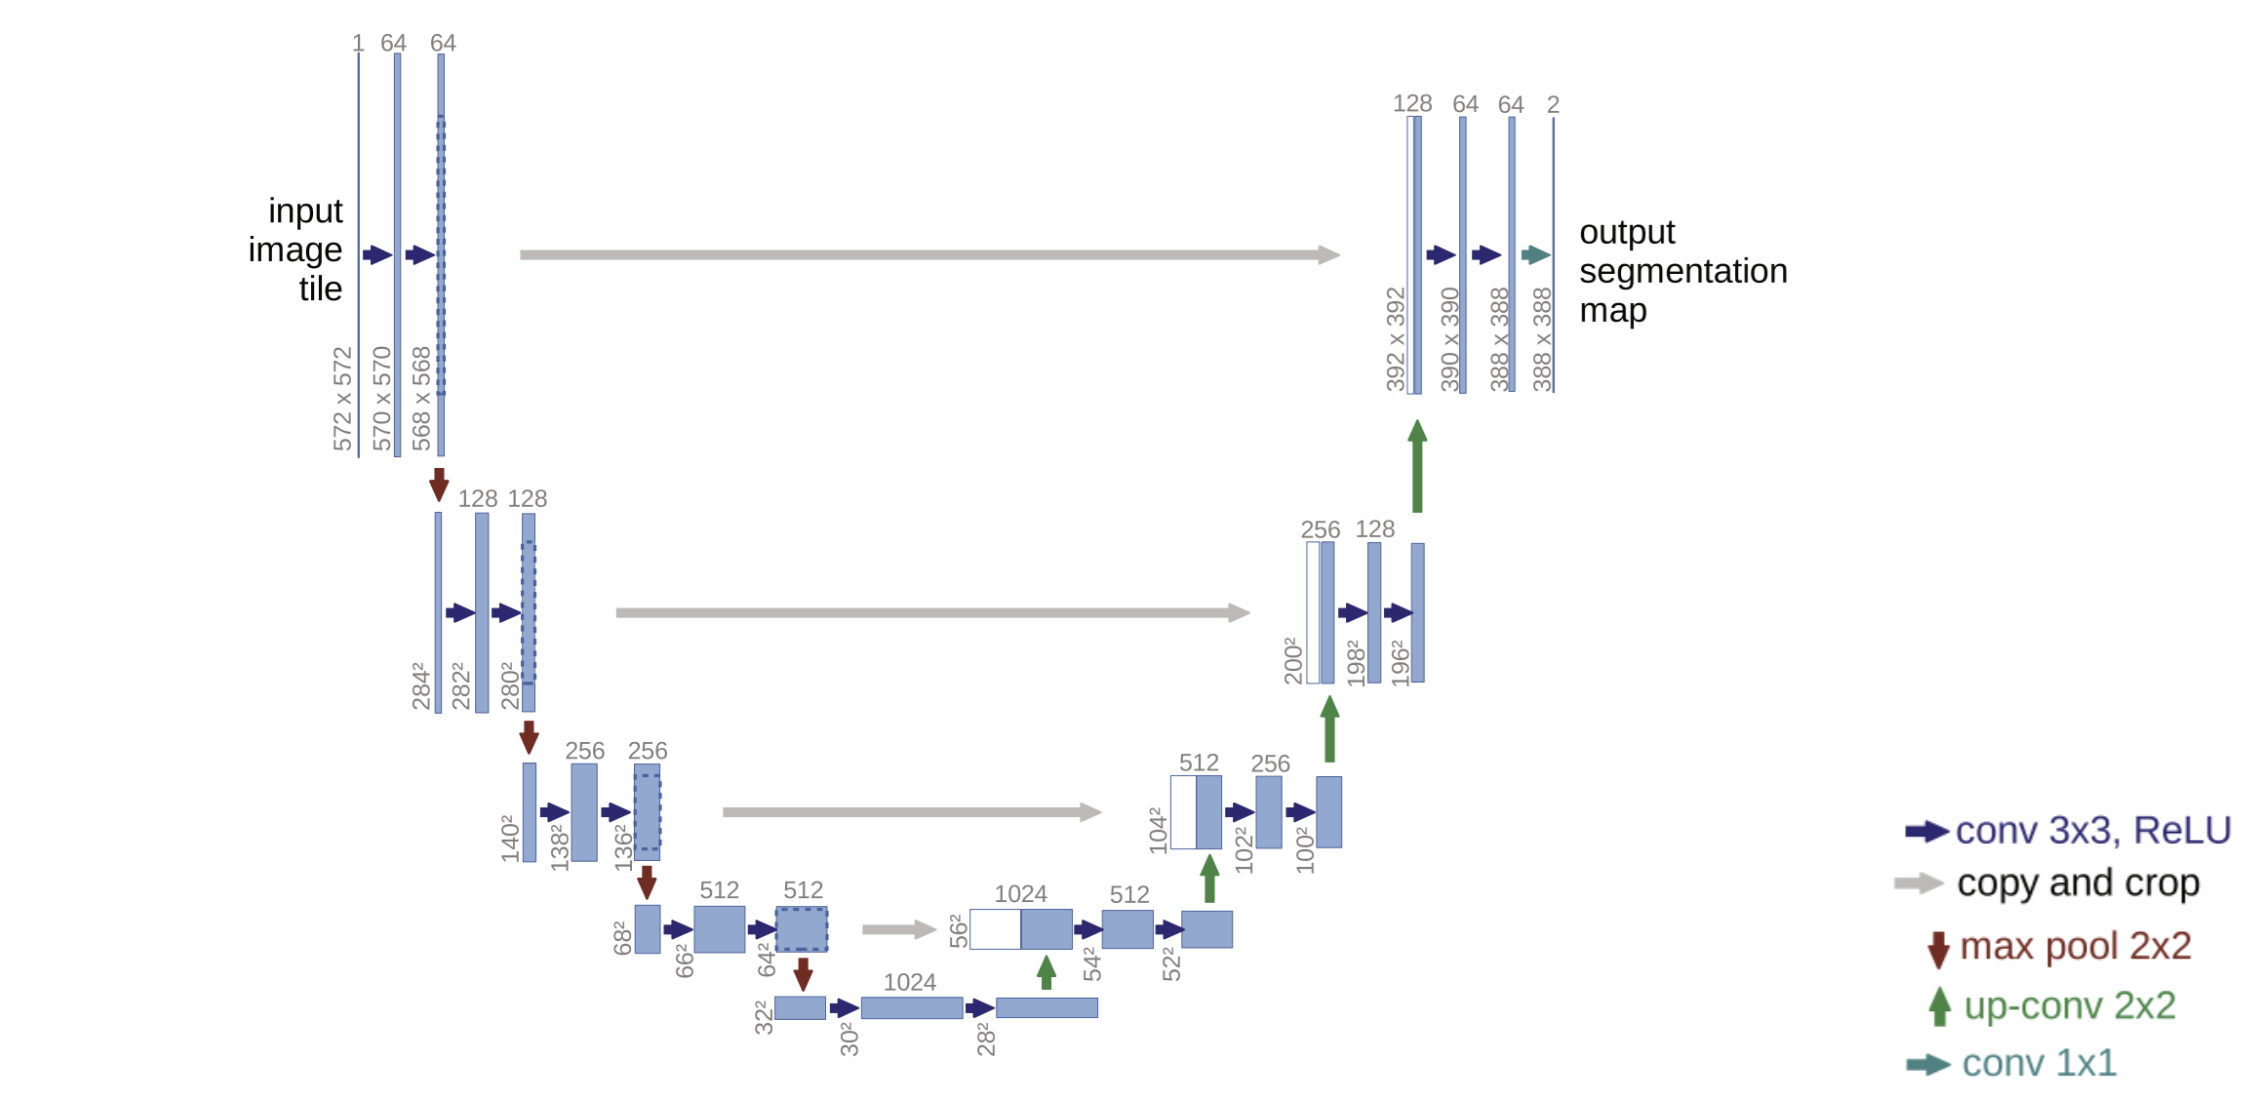 1 64 64
input
image
tile
572 x 572
570 x 570
568 x 568
128 64 64 2
output
segmentation
map
392 x 392
390 x 390
388 x 388
388 x 388
128 128
284²
282²
280²
256 128
200²
198²
196²
256 256
140²
138²
136²
512 256
104²
102²
100²
512 512
68²
66²
64²
1024 512
56²
54²
52²
1024
32²
30²
28²
conv 3x3, ReLU
copy and crop
max pool 2x2
up-conv 2x2
conv 1x1